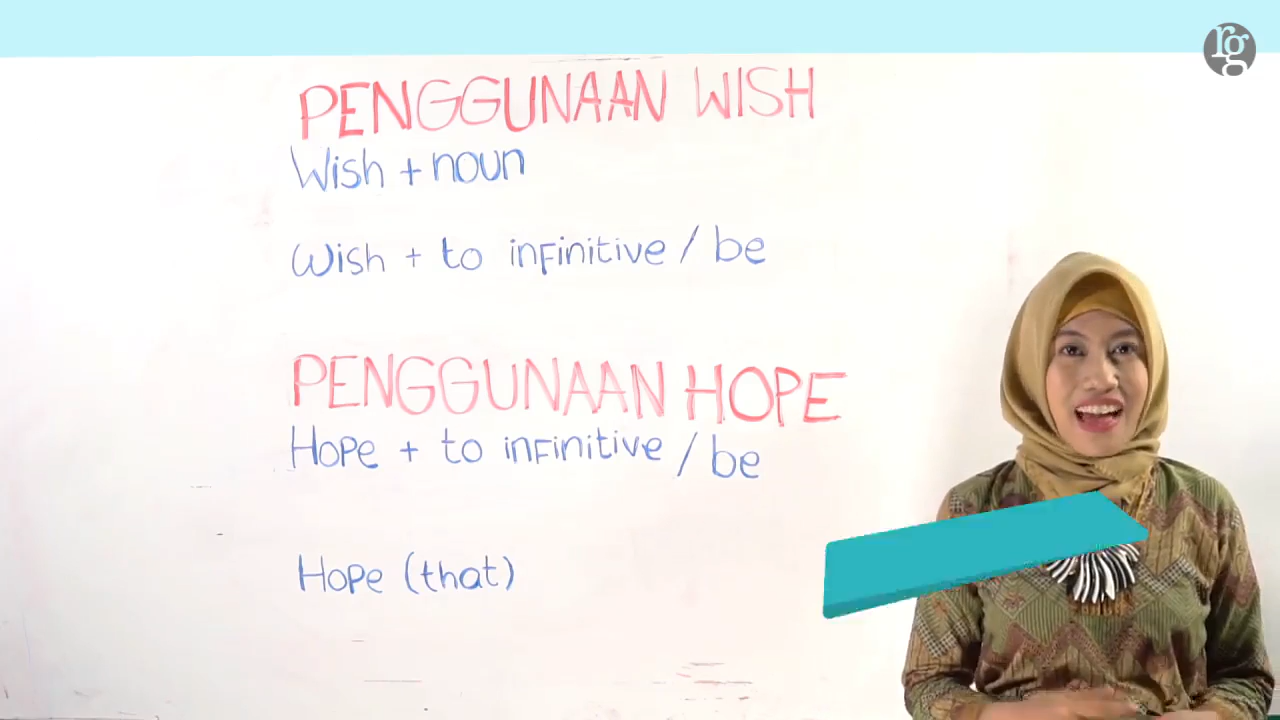 rg
PENGGUNAAN WISH
Wish + noun
Wish + to infinitive / be
PENGGUNAAN HOPE
Hope + to infinitive / be
Hope (that)